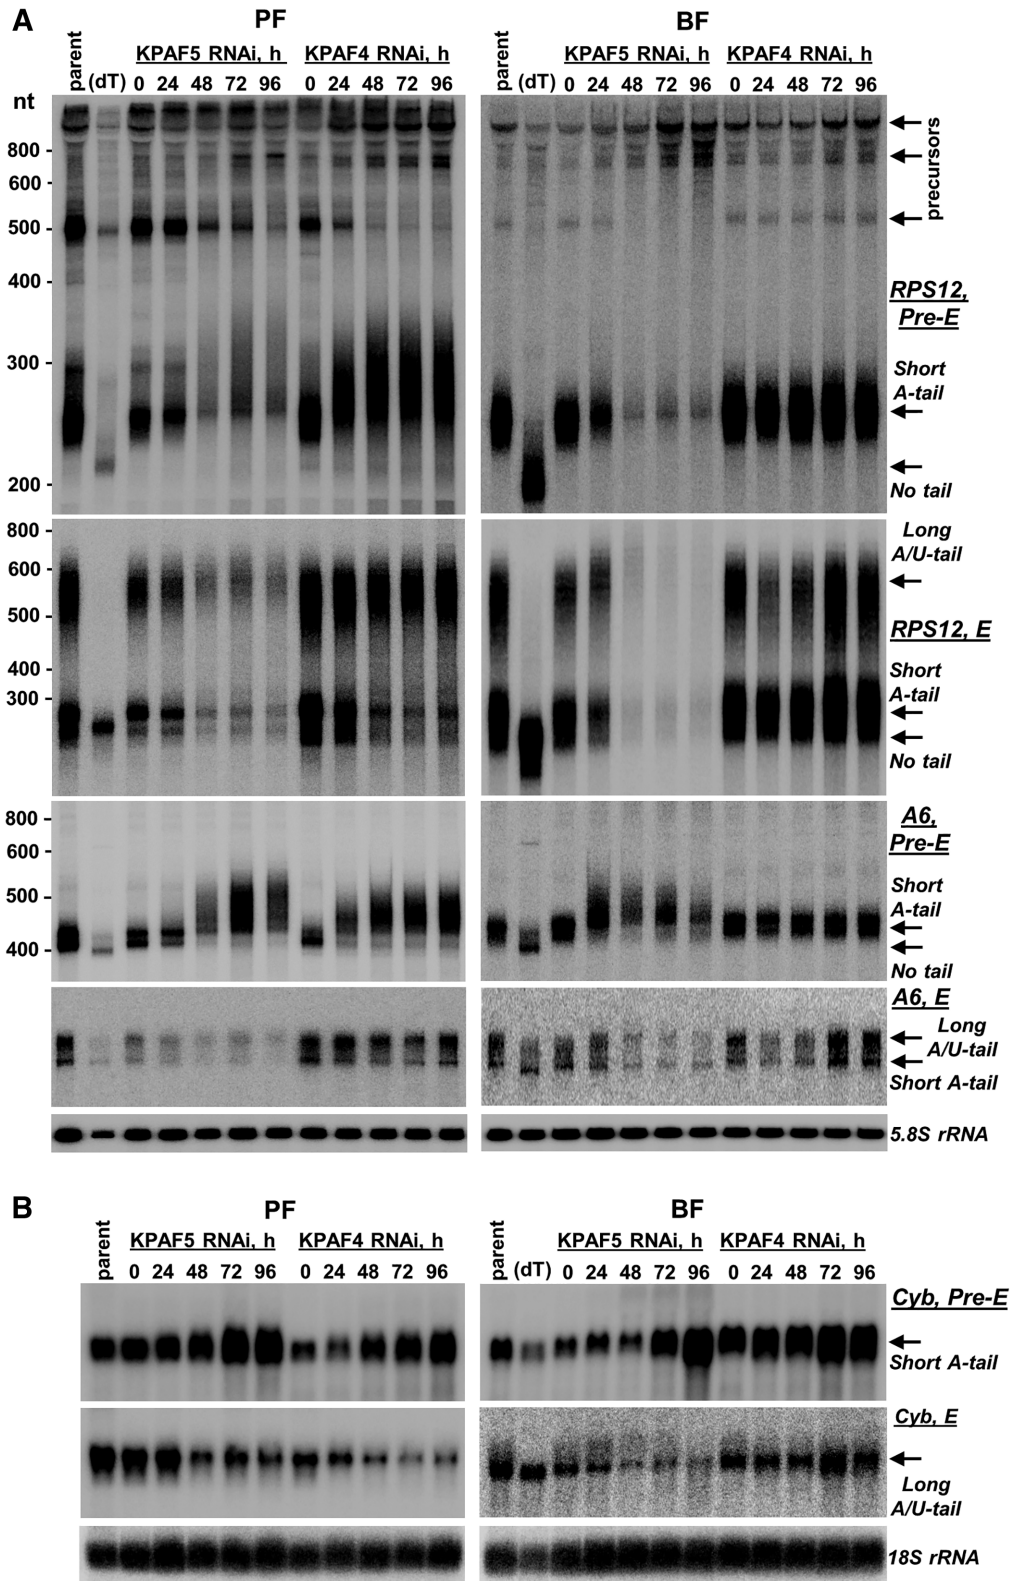 A
PF
BF
parent
(dT)
KPAF5 RNAi, h
KPAF4 RNAi, h
0 24 48 72 96
0 24 48 72 96
parent
(dT)
KPAF5 RNAi, h
KPAF4 RNAi, h
0 24 48 72 96
0 24 48 72 96
nt
800
600
500
400
300
200
precursors
RPS12,
Pre-E
Short
A-tail
No tail
800
600
500
400
300
Long
A/U-tail
RPS12, E
Short
A-tail
No tail
800
600
500
400
A6,
Pre-E
Short
A-tail
No tail
A6, E
Long
A/U-tail
Short A-tail
5.8S rRNA
B
PF
BF
parent
KPAF5 RNAi, h
KPAF4 RNAi, h
0 24 48 72 96
0 24 48 72 96
parent
(dT)
KPAF5 RNAi, h
KPAF4 RNAi, h
0 24 48 72 96
0 24 48 72 96
Cyb, Pre-E
Short A-tail
Cyb, E
Long
A/U-tail
18S rRNA